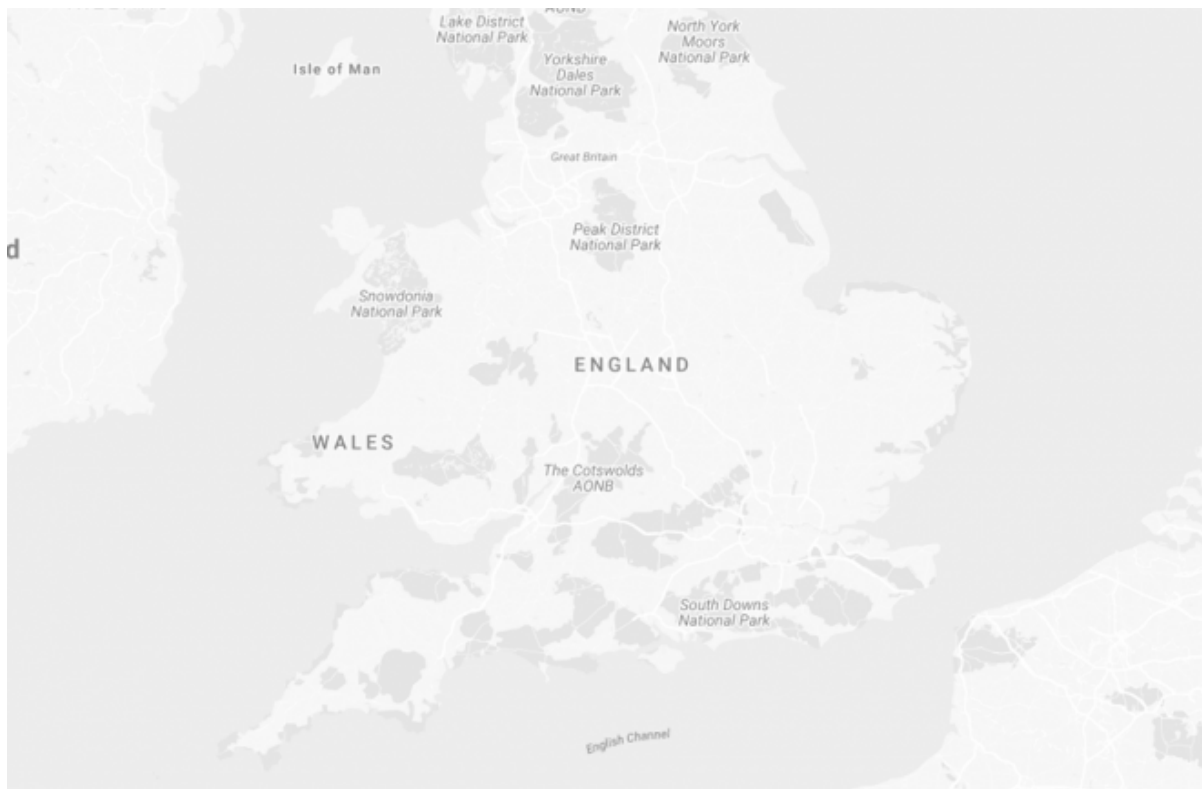 AONB
Lake District
National Park
North York
Moors
National Park
Isle of Man
Yorkshire
Dales
National Park
Great Britain
Peak District
National Park
d
Snowdonia
National Park
ENGLAND
WALES
The Cotswolds
AONB
South Downs
National Park
English Channel